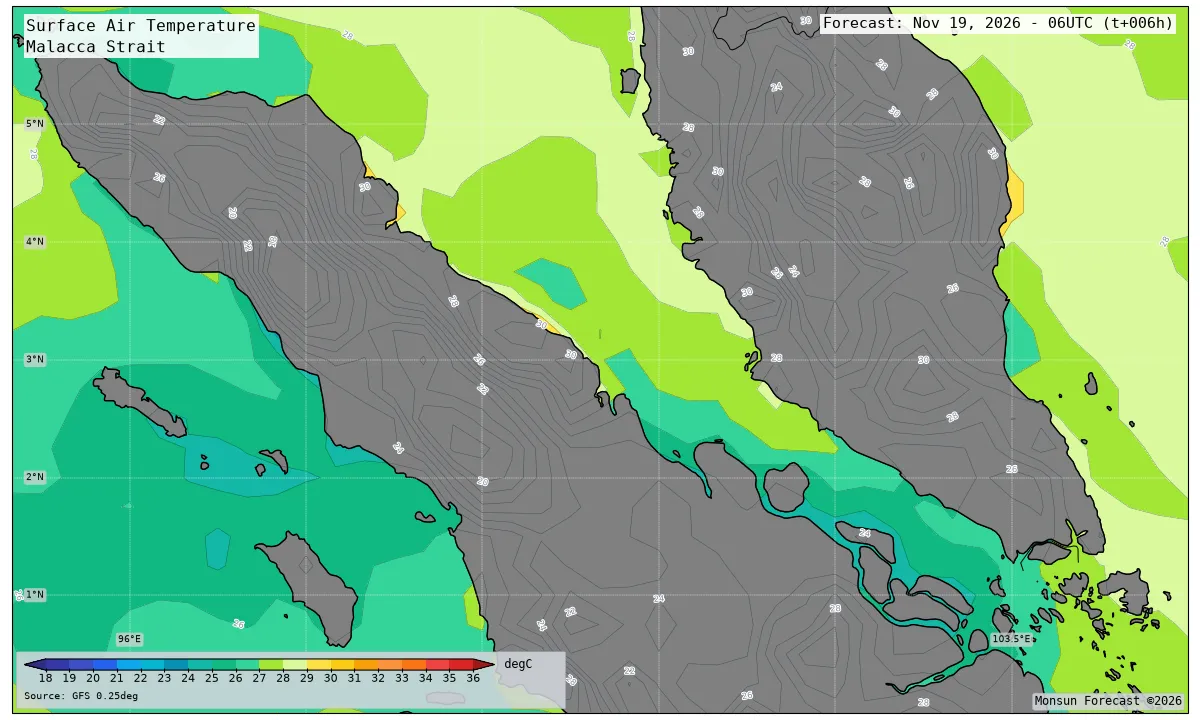 Surface Air Temperature
Malacca Strait
Forecast: Nov 19, 2026 - 06UTC (t+006h)
5°N
4°N
3°N
2°N
1°N
96°E
103.5°E
18 19 20 21 22 23 24 25 26 27 28 29 30 31 32 33 34 35 36
degC
Source: GFS 0.25deg
Monsun Forecast ©2026